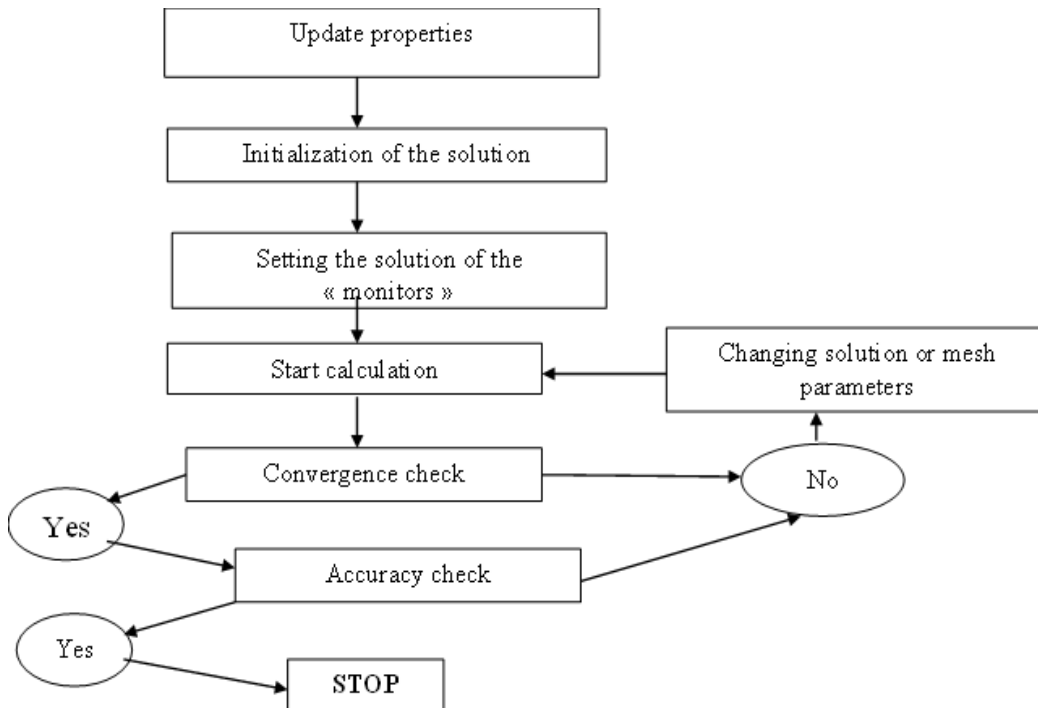 Update properties
Initialization of the solution
Setting the solution of the
« monitors »
Start calculation
Changing solution or mesh
parameters
Convergence check
No
Yes
Accuracy check
Yes
STOP